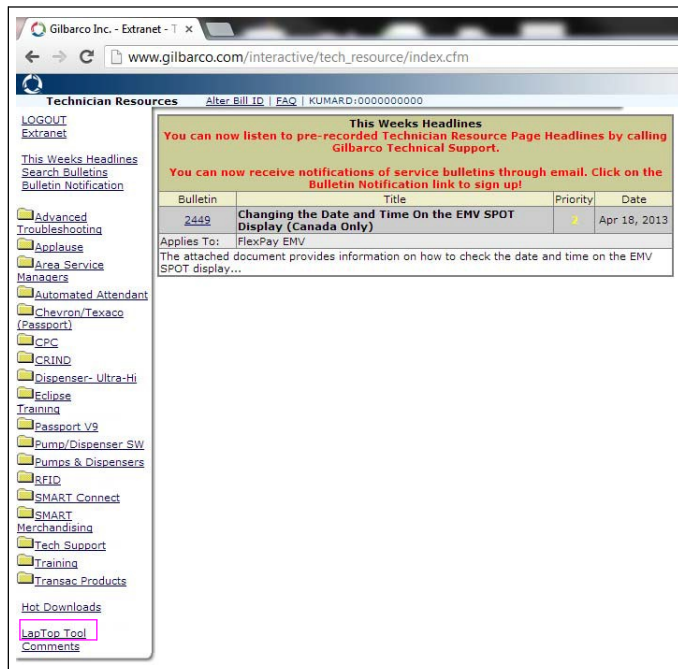 Gilbarco Inc. - Extranet - T
www.gilbarco.com/interactive/tech_resource/index.cfm
Technician Resources Alter Bill ID | FAQ | KUMARD:0000000000
LOGOUT
Extranet
This Weeks Headlines
Search Bulletins
Bulletin Notification
Advanced
Troubleshooting
Applause
Area Service
Managers
Automated Attendant
Chevron/Texaco
(Passport)
CPC
CRIND
Dispenser- Ultra-Hi
Eclipse
Training
Passport V9
Pump/Dispenser SW
Pumps & Dispensers
RFID
SMART Connect
SMART
Merchandising
Tech Support
Training
Transac Products
Hot Downloads
LapTop Tool
Comments
This Weeks Headlines
You can now listen to pre-recorded Technician Resource Page Headlines by calling
Gilbarco Technical Support.
You can now receive notifications of service bulletins through email. Click on the
Bulletin Notification link to sign up!
Bulletin Title Priority Date
2449 Changing the Date and Time On the EMV SPOT
Display (Canada Only) 2 Apr 18, 2013
Applies To: FlexPay EMV
The attached document provides information on how to check the date and time on the EMV
SPOT display...